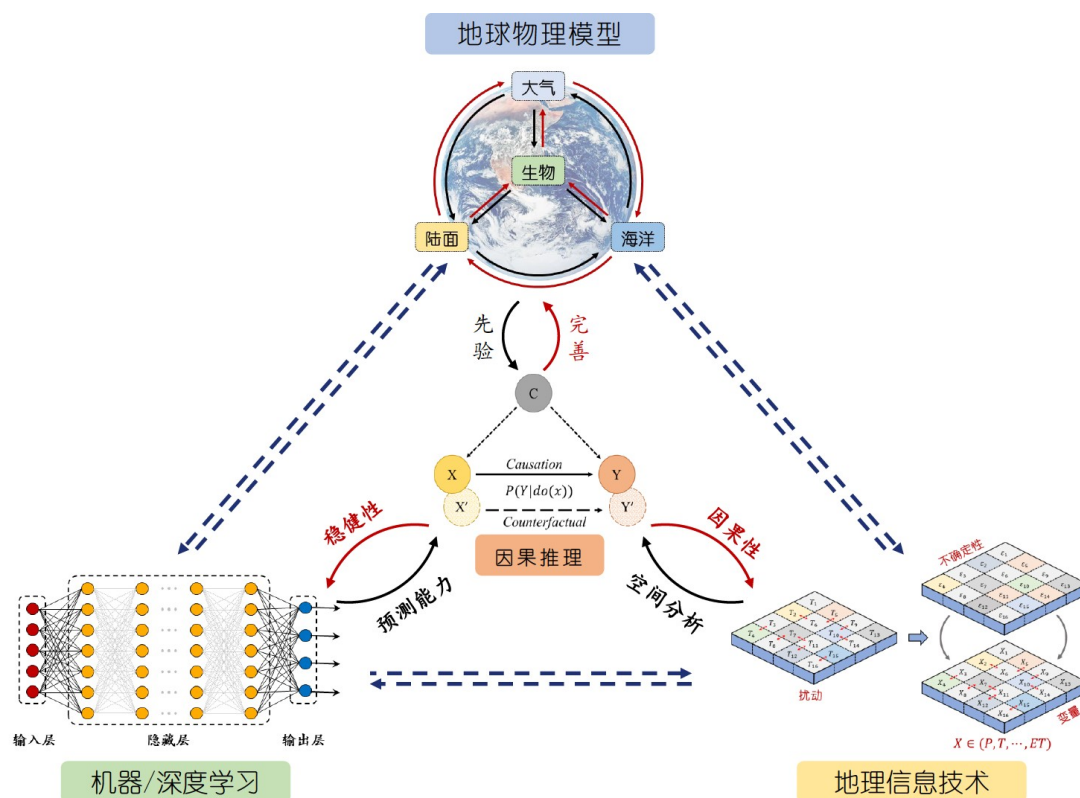 地球物理模型
大气
生物
陆面
海洋
先验
完善
C
X
Causation
Y
P(Y|do(x))
X'
Y'
Counterfactual
因果推理
稳健性
预测能力
因果性
空间分析
输入层
隐藏层
输出层
机器/深度学习
T₁
扰动
不确定性
ε₁
变量
X₁
X ∈ (P, T, ⋯, ET)
地理信息技术